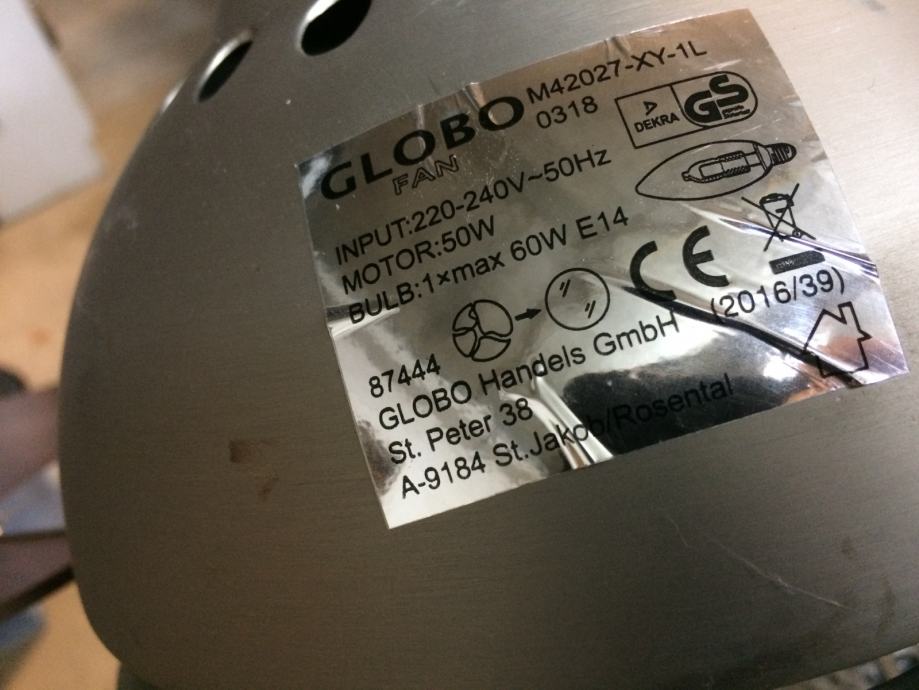 GLOBO M42027-XY-1L
FAN 0318
DEKRA GS
INPUT:220-240V~50Hz
MOTOR:50W
BULB:1×max 60W E14
CE
(2016/39)
87444
GLOBO Handels GmbH
St. Peter 38
A-9184 St.Jakob/Rosental